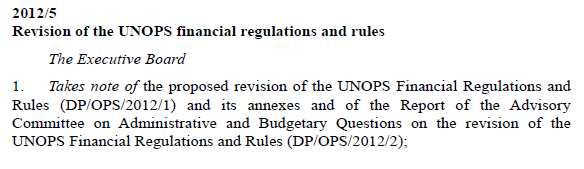 2012/5
Revision of the UNOPS financial regulations and rules
The Executive Board
1. Takes note of the proposed revision of the UNOPS Financial Regulations and
Rules (DP/OPS/2012/1) and its annexes and of the Report of the Advisory
Committee on Administrative and Budgetary Questions on the revision of the
UNOPS Financial Regulations and Rules (DP/OPS/2012/2);